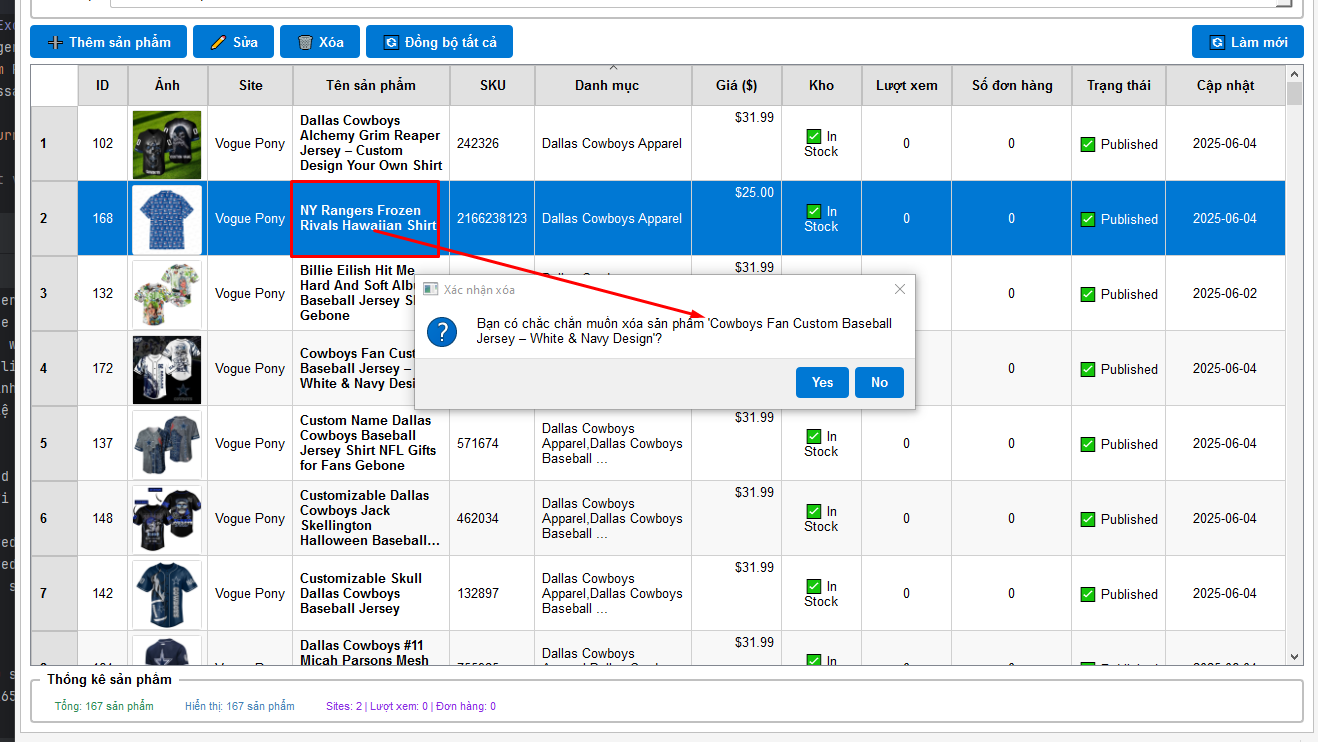 Thêm sản phẩm
Sửa
Xóa
Đồng bộ tất cả
Làm mới
ID Ảnh Site Tên sản phẩm SKU Danh mục Giá ($) Kho Lượt xem Số đơn hàng Trạng thái Cập nhật
1 102 Vogue Pony
Dallas Cowboys
Alchemy Grim Reaper
Jersey – Custom
Design Your Own Shirt
242326 Dallas Cowboys Apparel $31.99
In
Stock
0 0 Published 2025-06-04
2 168 Vogue Pony
NY Rangers Frozen
Rivals Hawaiian Shirt
2166238123 Dallas Cowboys Apparel $25.00
In
Stock
0 0 Published 2025-06-04
3 132 Vogue Pony
Billie Eilish Hit Me
Hard And Soft
Baseball Jersey
Gebone
$31.99
0 Published 2025-06-02
Xác nhận xóa
Bạn có chắc chắn muốn xóa sản phẩm 'Cowboys Fan Custom Baseball
Jersey – White & Navy Design'?
Yes
No
4 172 Vogue Pony
Cowboys Fan
Baseball Jersey –
White & Navy
0 Published 2025-06-04
5 137 Vogue Pony
Custom Name Dallas
Cowboys Baseball
Jersey Shirt NFL Gifts
for Fans Gebone
571674
Dallas Cowboys
Apparel,Dallas Cowboys
Baseball ...
$31.99
In
Stock
0 0 Published 2025-06-04
6 148 Vogue Pony
Customizable Dallas
Cowboys Jack
Skellington
Halloween Baseball...
462034
Dallas Cowboys
Apparel,Dallas Cowboys
Baseball ...
$31.99
In
Stock
0 0 Published 2025-06-04
7 142 Vogue Pony
Customizable Skull
Dallas Cowboys
Baseball Jersey
132897
Dallas Cowboys
Apparel,Dallas Cowboys
Baseball ...
$31.99
In
Stock
0 0 Published 2025-06-04
Dallas Cowboys #11
Micah Parsons Mesh
Dallas Cowboys
$31.99
In
Thống kê sản phẩm
Tổng: 167 sản phẩm
Hiển thị: 167 sản phẩm
Sites: 2 | Lượt xem: 0 | Đơn hàng: 0